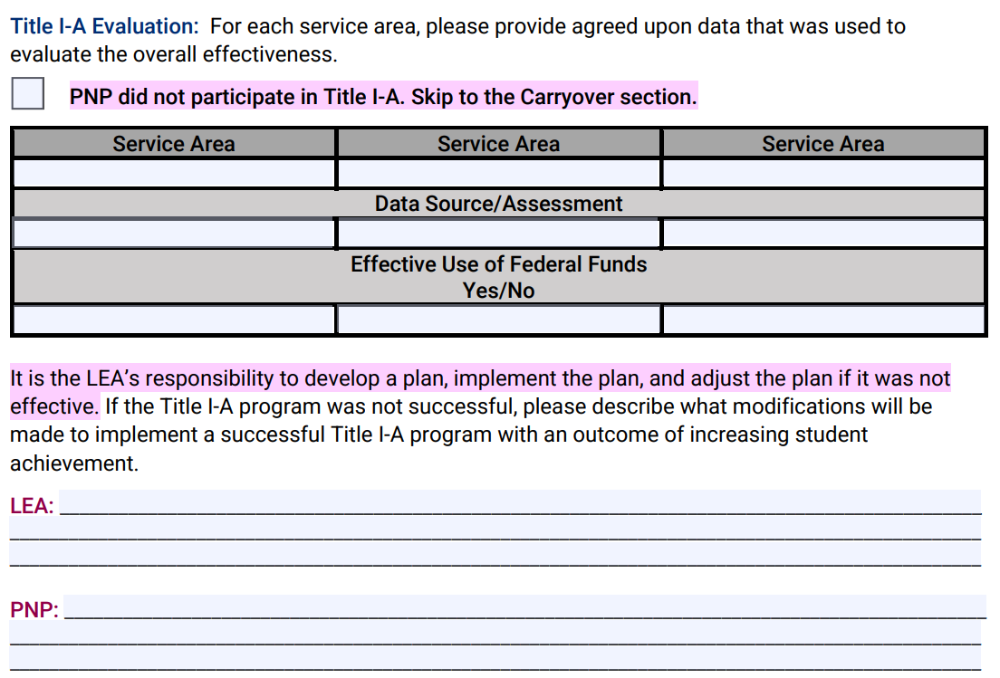 Title I-A Evaluation: For each service area, please provide agreed upon data that was used to
evaluate the overall effectiveness.
PNP did not participate in Title I-A. Skip to the Carryover section.
Service Area Service Area Service Area
Data Source/Assessment
Effective Use of Federal Funds
Yes/No
It is the LEA’s responsibility to develop a plan, implement the plan, and adjust the plan if it was not
effective. If the Title I-A program was not successful, please describe what modifications will be
made to implement a successful Title I-A program with an outcome of increasing student
achievement.
LEA:
PNP: